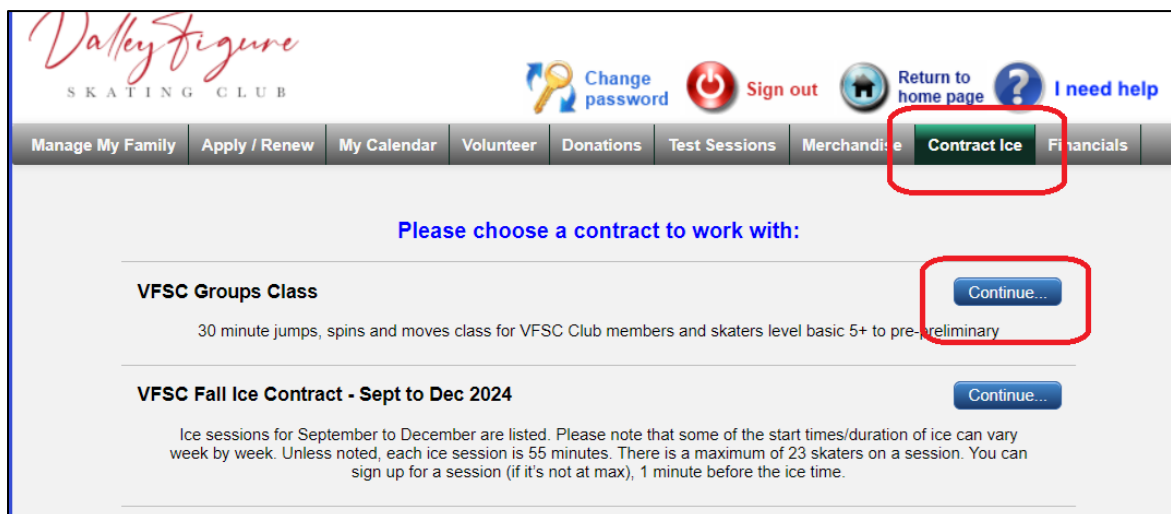 Valley Figure
SKATING CLUB
Change
password
Sign out
Return to
home page
? I need help
Manage My Family Apply / Renew My Calendar Volunteer Donations Test Sessions Merchandise Contract Ice Financials
Please choose a contract to work with:
VFSC Groups Class
Continue...
30 minute jumps, spins and moves class for VFSC Club members and skaters level basic 5+ to pre-preliminary
VFSC Fall Ice Contract - Sept to Dec 2024
Continue...
Ice sessions for September to December are listed. Please note that some of the start times/duration of ice can vary
week by week. Unless noted, each ice session is 55 minutes. There is a maximum of 23 skaters on a session. You can
sign up for a session (if it's not at max), 1 minute before the ice time.